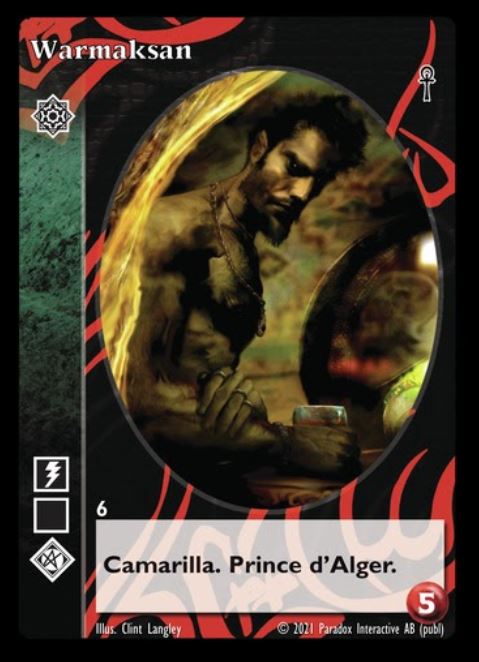 Warmaksan
6
Camarilla. Prince d'Alger.
5
Illus. Clint Langley
© 2021 Paradox Interactive AB (publ)